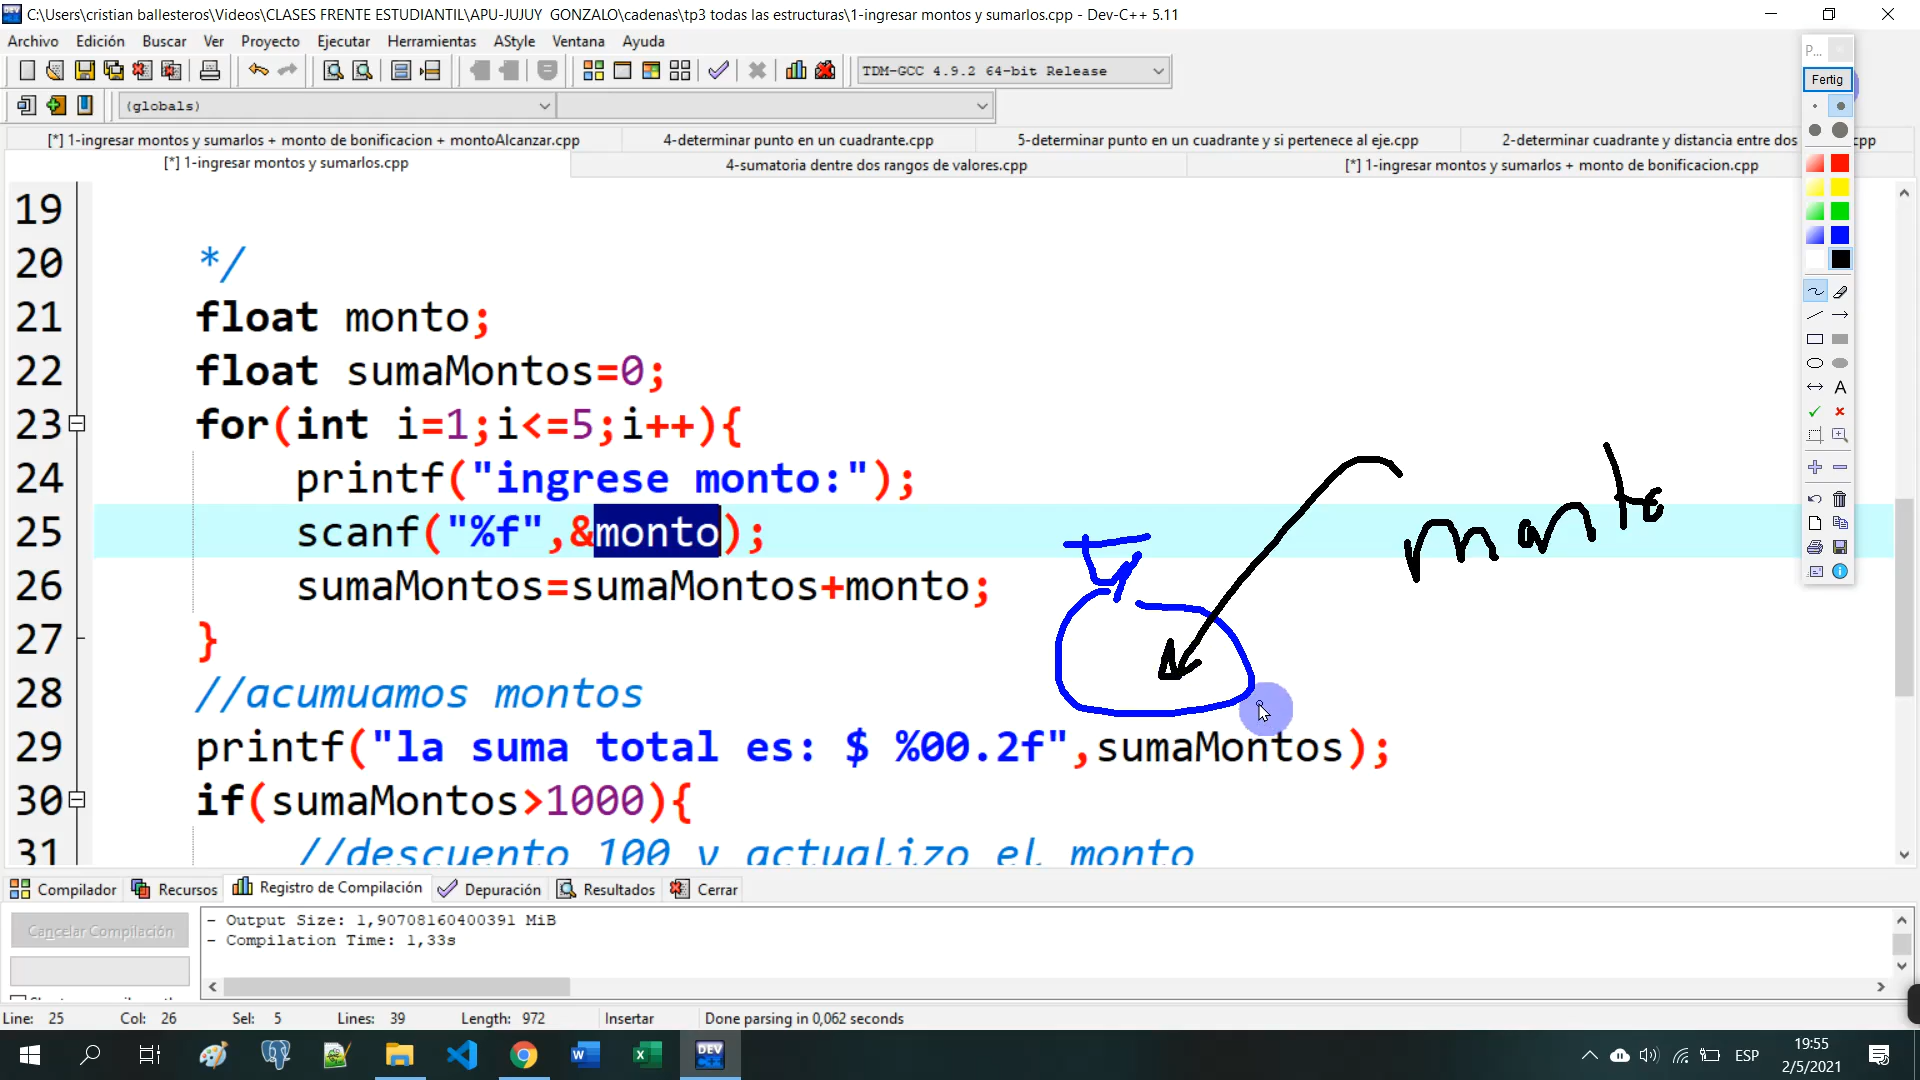 C:\Users\cristian ballesteros\Videos\CLASES FRENTE ESTUDIANTIL\APU-JUJUY  GONZALO\cadenas\tp3 todas las estructuras\1-ingresar montos y sumarlos.cpp - Dev-C++ 5.11
Archivo Edición Buscar Ver Proyecto Ejecutar Herramientas AStyle Ventana Ayuda
P...
TDM-GCC 4.9.2 64-bit Release
Fertig
(globals)
[*] 1-ingresar montos y sumarlos + monto de bonificacion + montoAlcanzar.cpp 4-determinar punto en un cuadrante.cpp 5-determinar punto en un cuadrante y si pertenece al eje.cpp 2-determinar cuadrante y distancia entre dos cpp
[*] 1-ingresar montos y sumarlos.cpp 4-sumatoria dentre dos rangos de valores.cpp [*] 1-ingresar montos y sumarlos + monto de bonificacion.cpp
19
20 */
21 float monto;
22 float sumaMontos=0;
23 for(int i=1;i<=5;i++){
24 printf("ingrese monto:");
25 scanf("%f",&monto);
monto
26 sumaMontos=sumaMontos+monto;
27 }
28 //acumuamos montos
29 printf("la suma total es: $ %00.2f",sumaMontos);
30 if(sumaMontos>1000){
31 //descuento 100 y actualizo el monto
Compilador Recursos Registro de Compilación Depuración Resultados Cerrar
Cancelar Compilación
- Output Size: 1,90708160400391 MiB
- Compilation Time: 1,33s
Line: 25 Col: 26 Sel: 5 Lines: 39 Length: 972 Insertar Done parsing in 0,062 seconds
DEV
ESP
19:55
2/5/2021